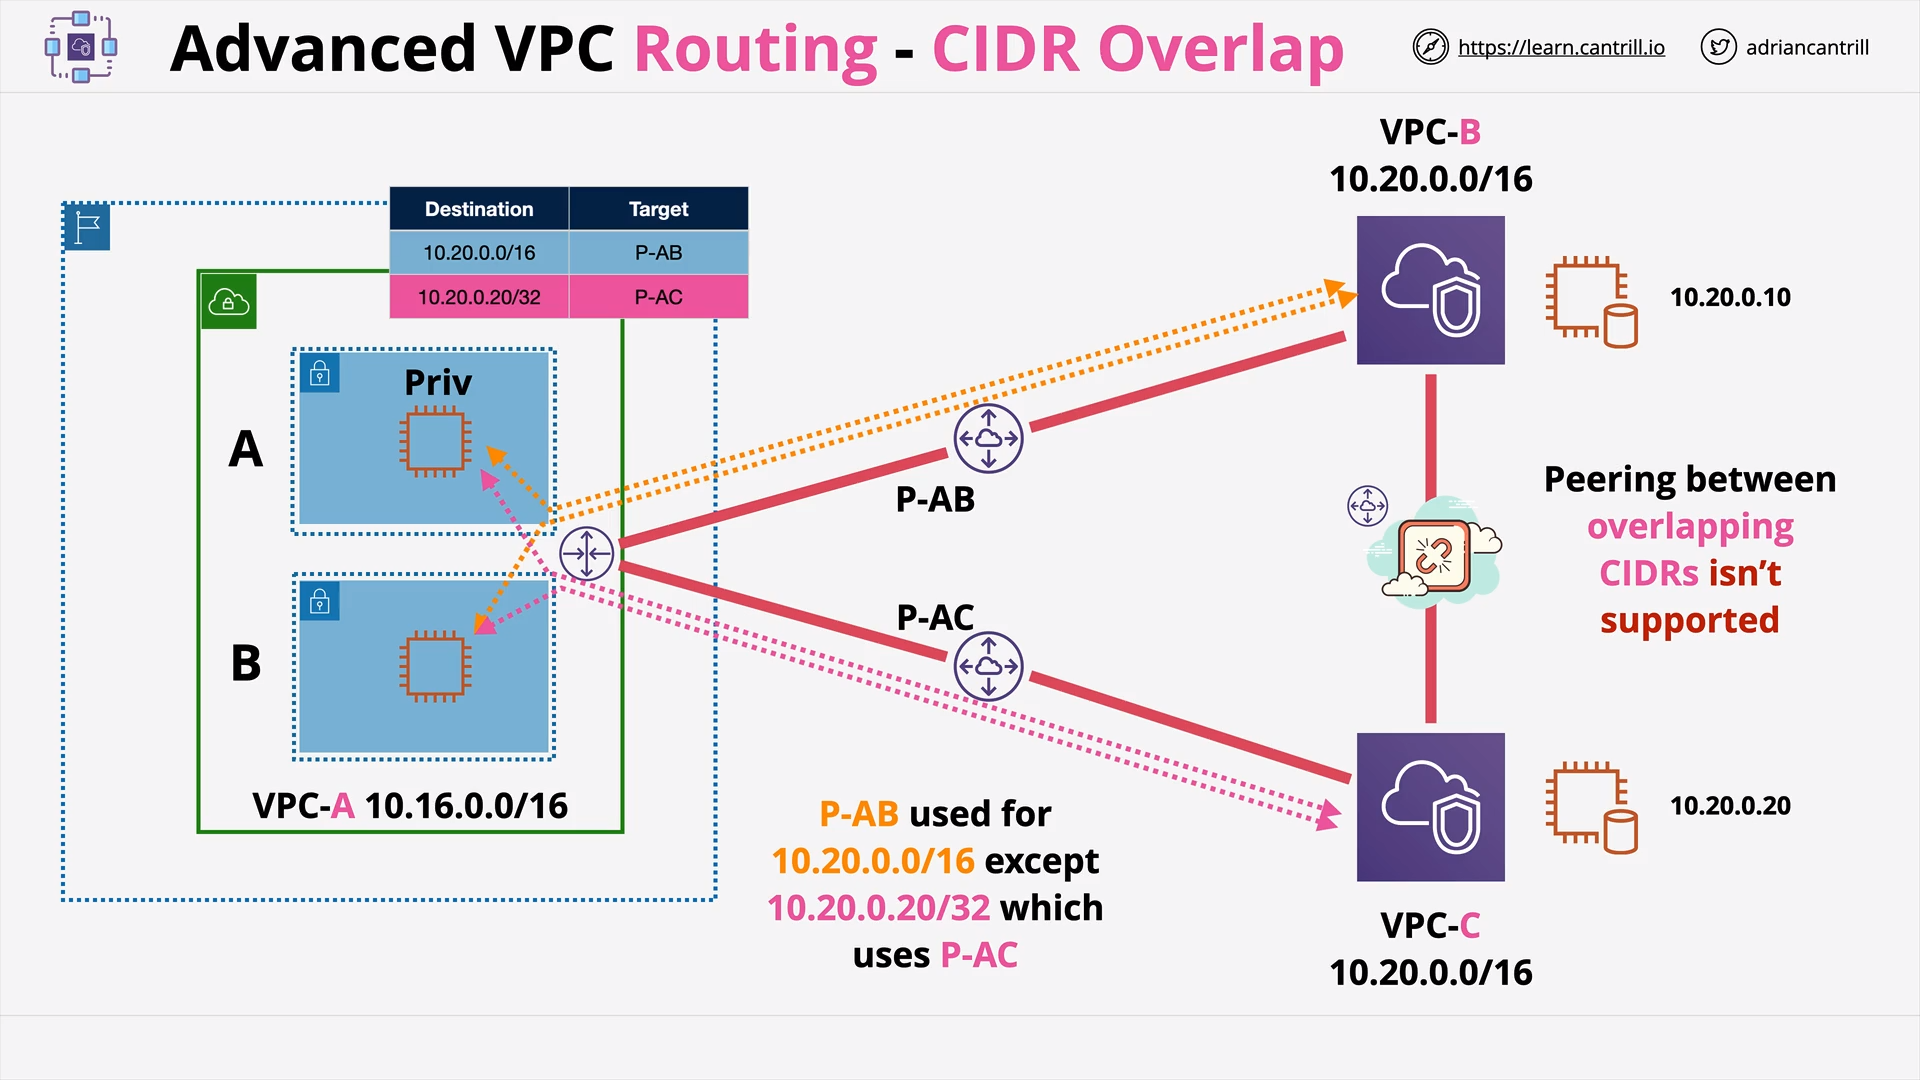 Advanced VPC Routing - CIDR Overlap
https://learn.cantrill.io
adriancantrill
VPC-B
10.20.0.0/16
Destination Target
10.20.0.0/16 P-AB
10.20.0.20/32 P-AC
10.20.0.10
Priv
A
P-AB
Peering between
overlapping
CIDRs isn't
supported
P-AC
B
VPC-A 10.16.0.0/16
P-AB used for
10.20.0.0/16 except
10.20.0.20/32 which
uses P-AC
10.20.0.20
VPC-C
10.20.0.0/16